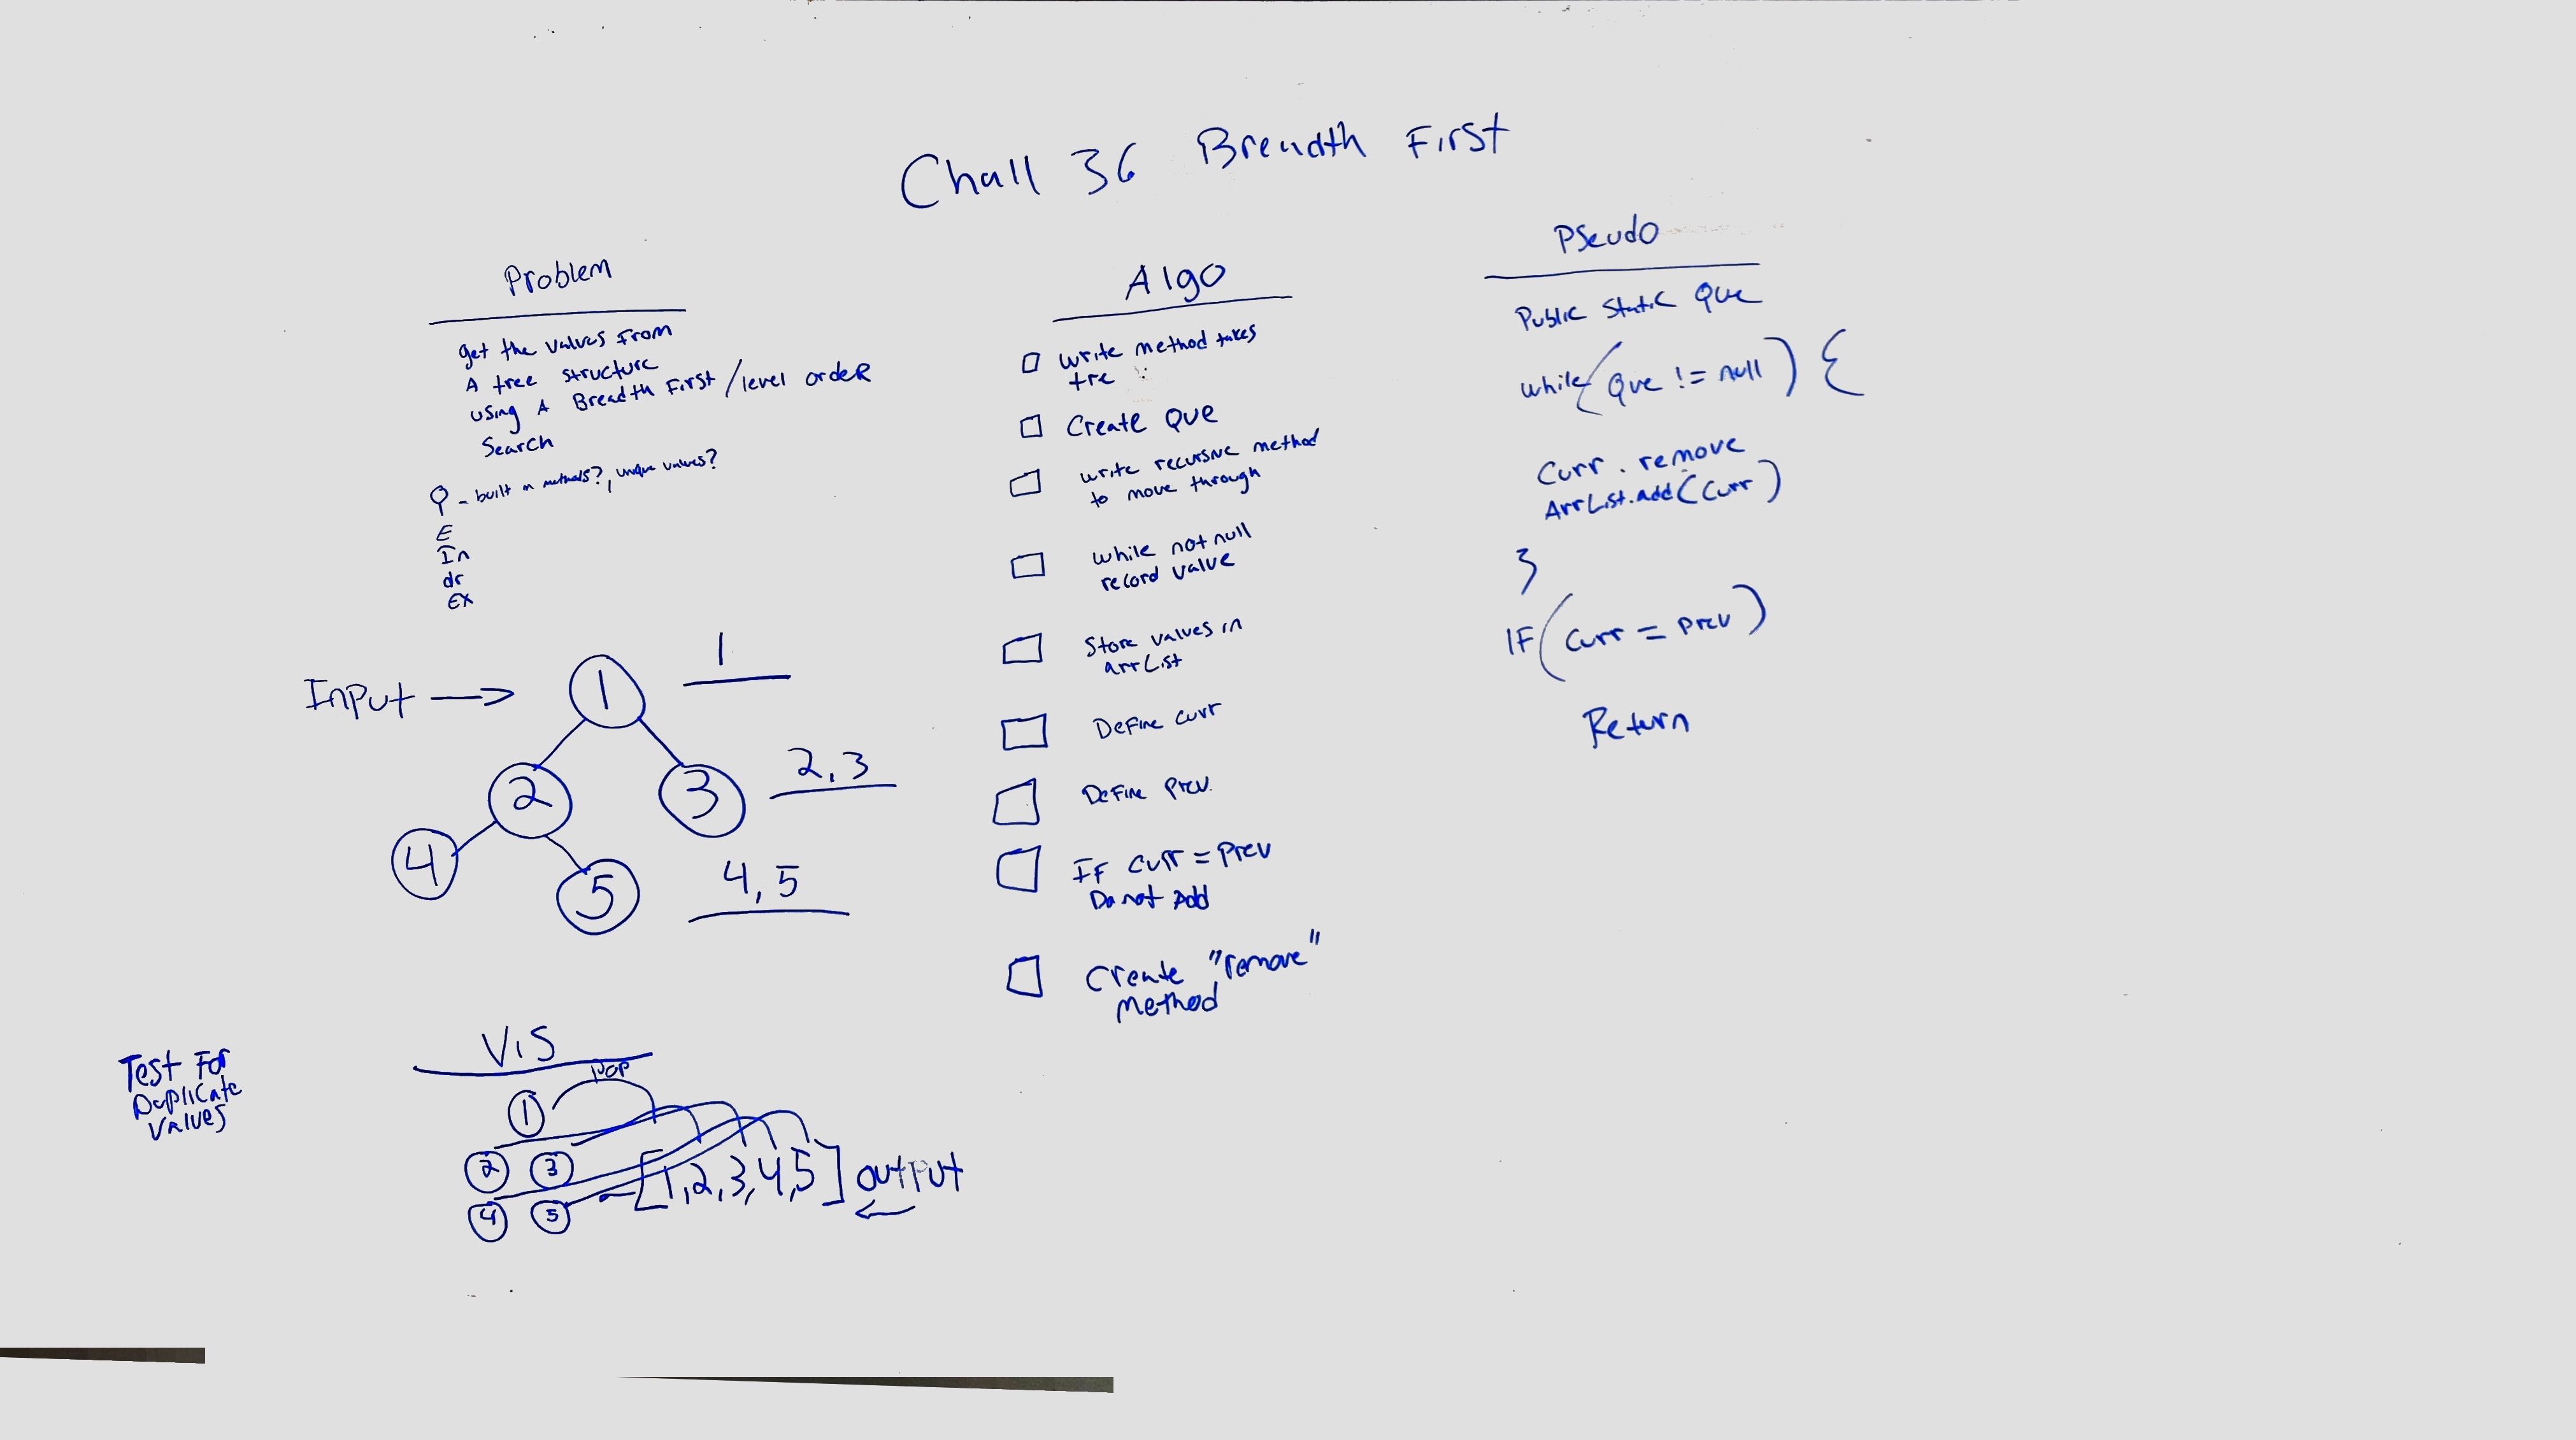 Chall 36 Breadth First
Problem
get the values from
A tree structure
using A Breadth First/level order
Search
Q - built in methods?, unique values?
E
In
dr
EX
Input →
1
1
2
3
2,3
4
5
4,5
Vis
POP
1
2 3
4 5
[1,2,3,4,5] output
Test For
Duplicate
Values
Algo
write method takes
tre
Create Que
write recursive method
to move through
while not null
record value
Store values in
arrList
Define curr
Define prev.
IF curr = Prev
Do not Add
Create "remove"
method
Pseudo
Public Static Que
while (Que != null) {
Curr . remove
ArrList.add(Curr)
}
IF (Curr = Prev)
Return